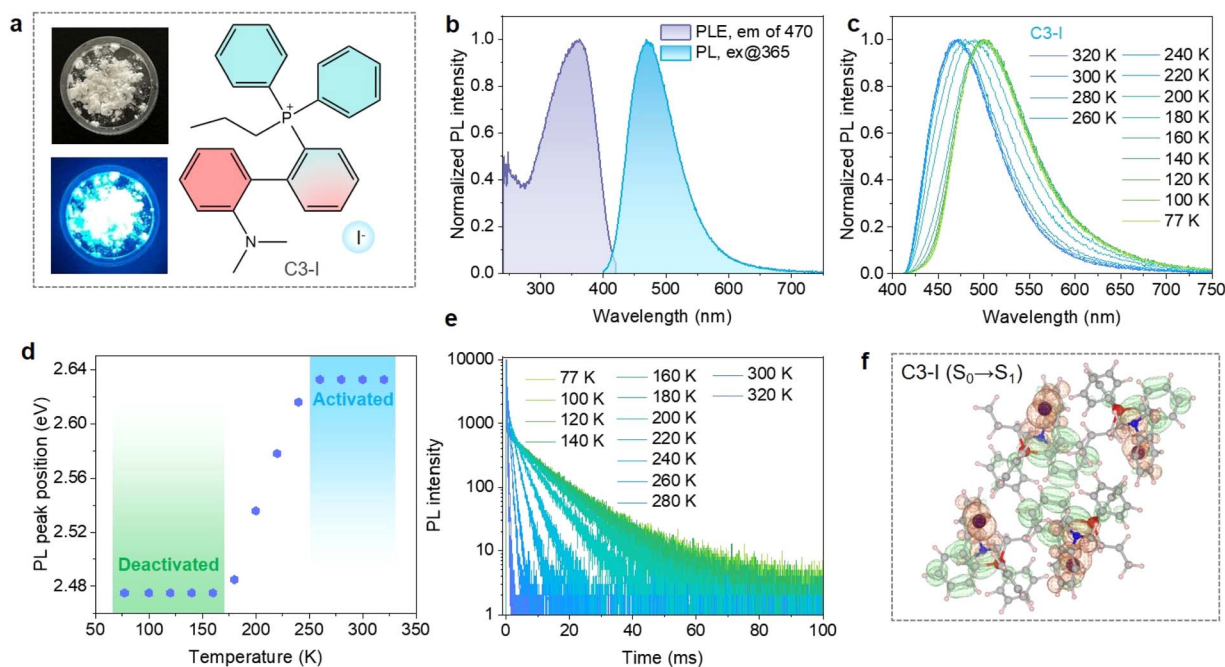 a
P
+
N
I-
C3-I
b
PLE, em of 470
PL, ex@365
Normalized PL intensity
1.0
0.8
0.6
0.4
0.2
0.0
300 400 500 600 700
Wavelength (nm)
c
C3-I
320 K
300 K
280 K
260 K
240 K
220 K
200 K
180 K
160 K
140 K
120 K
100 K
77 K
Normalized PL intensity
1.0
0.8
0.6
0.4
0.2
0.0
400 450 500 550 600 650 700 750
Wavelength (nm)
d
PL peak position (eV)
2.64
2.60
2.56
2.52
2.48
Activated
Deactivated
50 100 150 200 250 300 350
Temperature (K)
e
PL intensity
10000
1000
100
10
1
77 K
100 K
120 K
140 K
160 K
180 K
200 K
220 K
240 K
260 K
280 K
300 K
320 K
0 20 40 60 80 100
Time (ms)
f
C3-I (S₀→S₁)